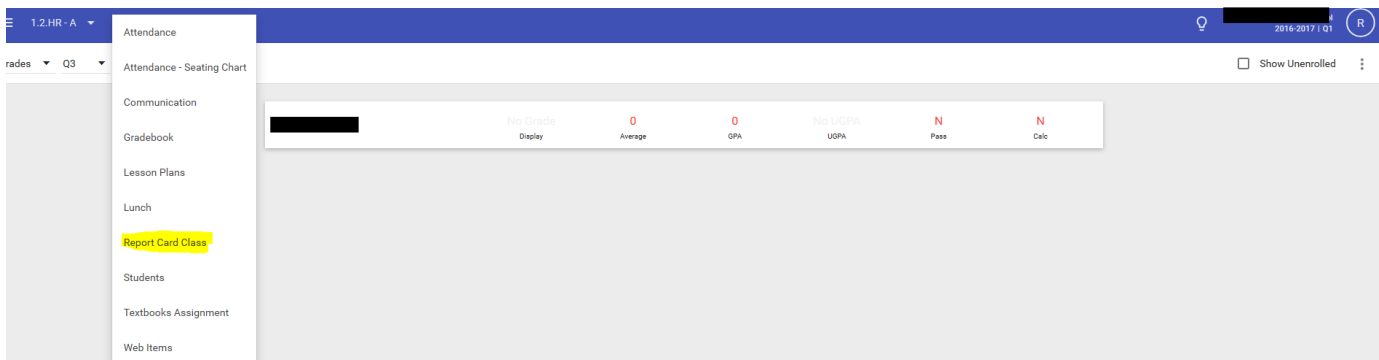 1.2.HR - A
2016-2017 | Q1
R
Attendance
rades Q3
Show Unenrolled
Attendance - Seating Chart
Communication
No Grade 0 0 No UGPA N N
Display Average GPA UGPA Pass Calc
Gradebook
Lesson Plans
Lunch
Report Card Class
Students
Textbooks Assignment
Web Items